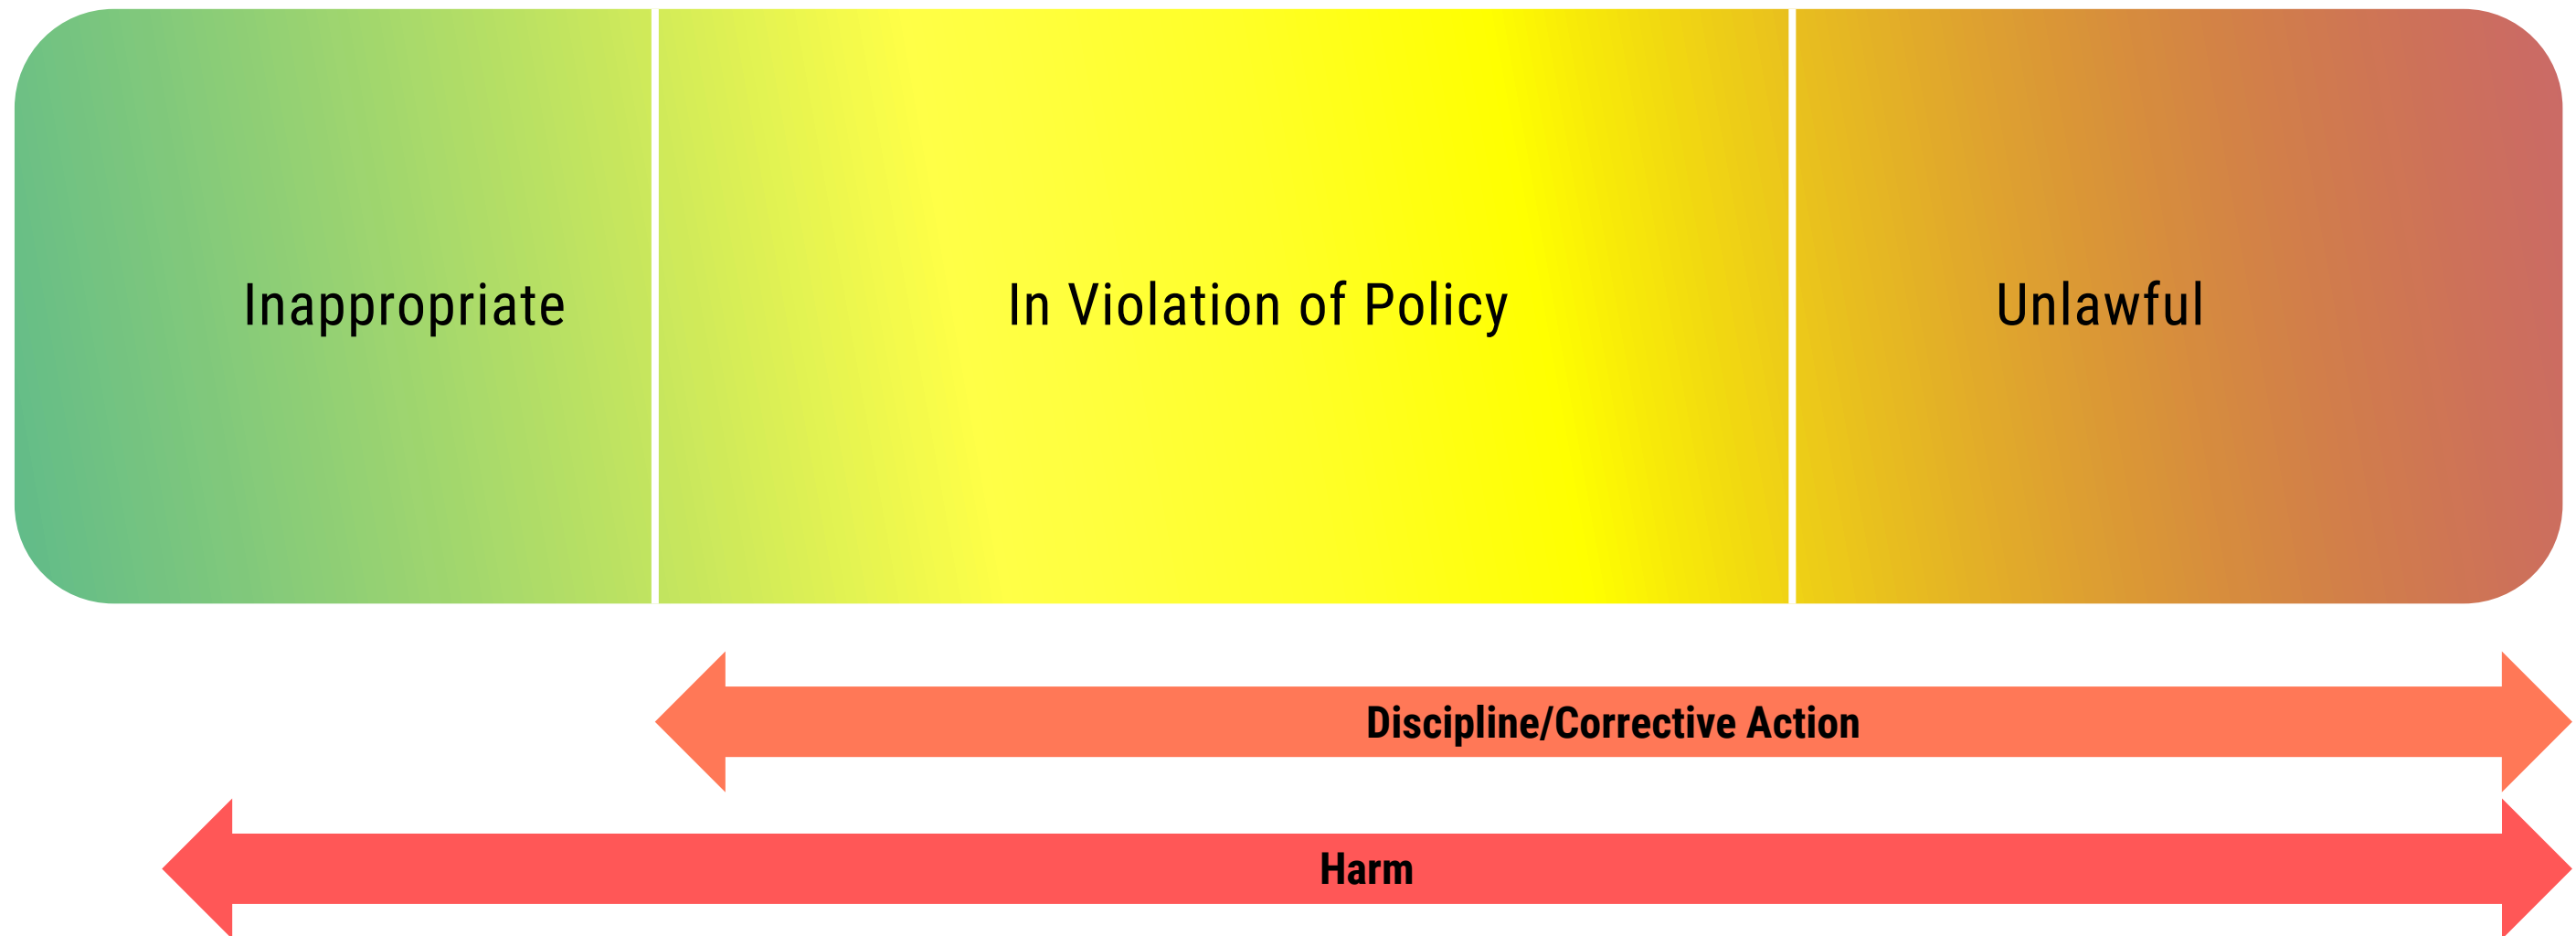 Inappropriate
In Violation of Policy
Unlawful
Discipline/Corrective Action
Harm